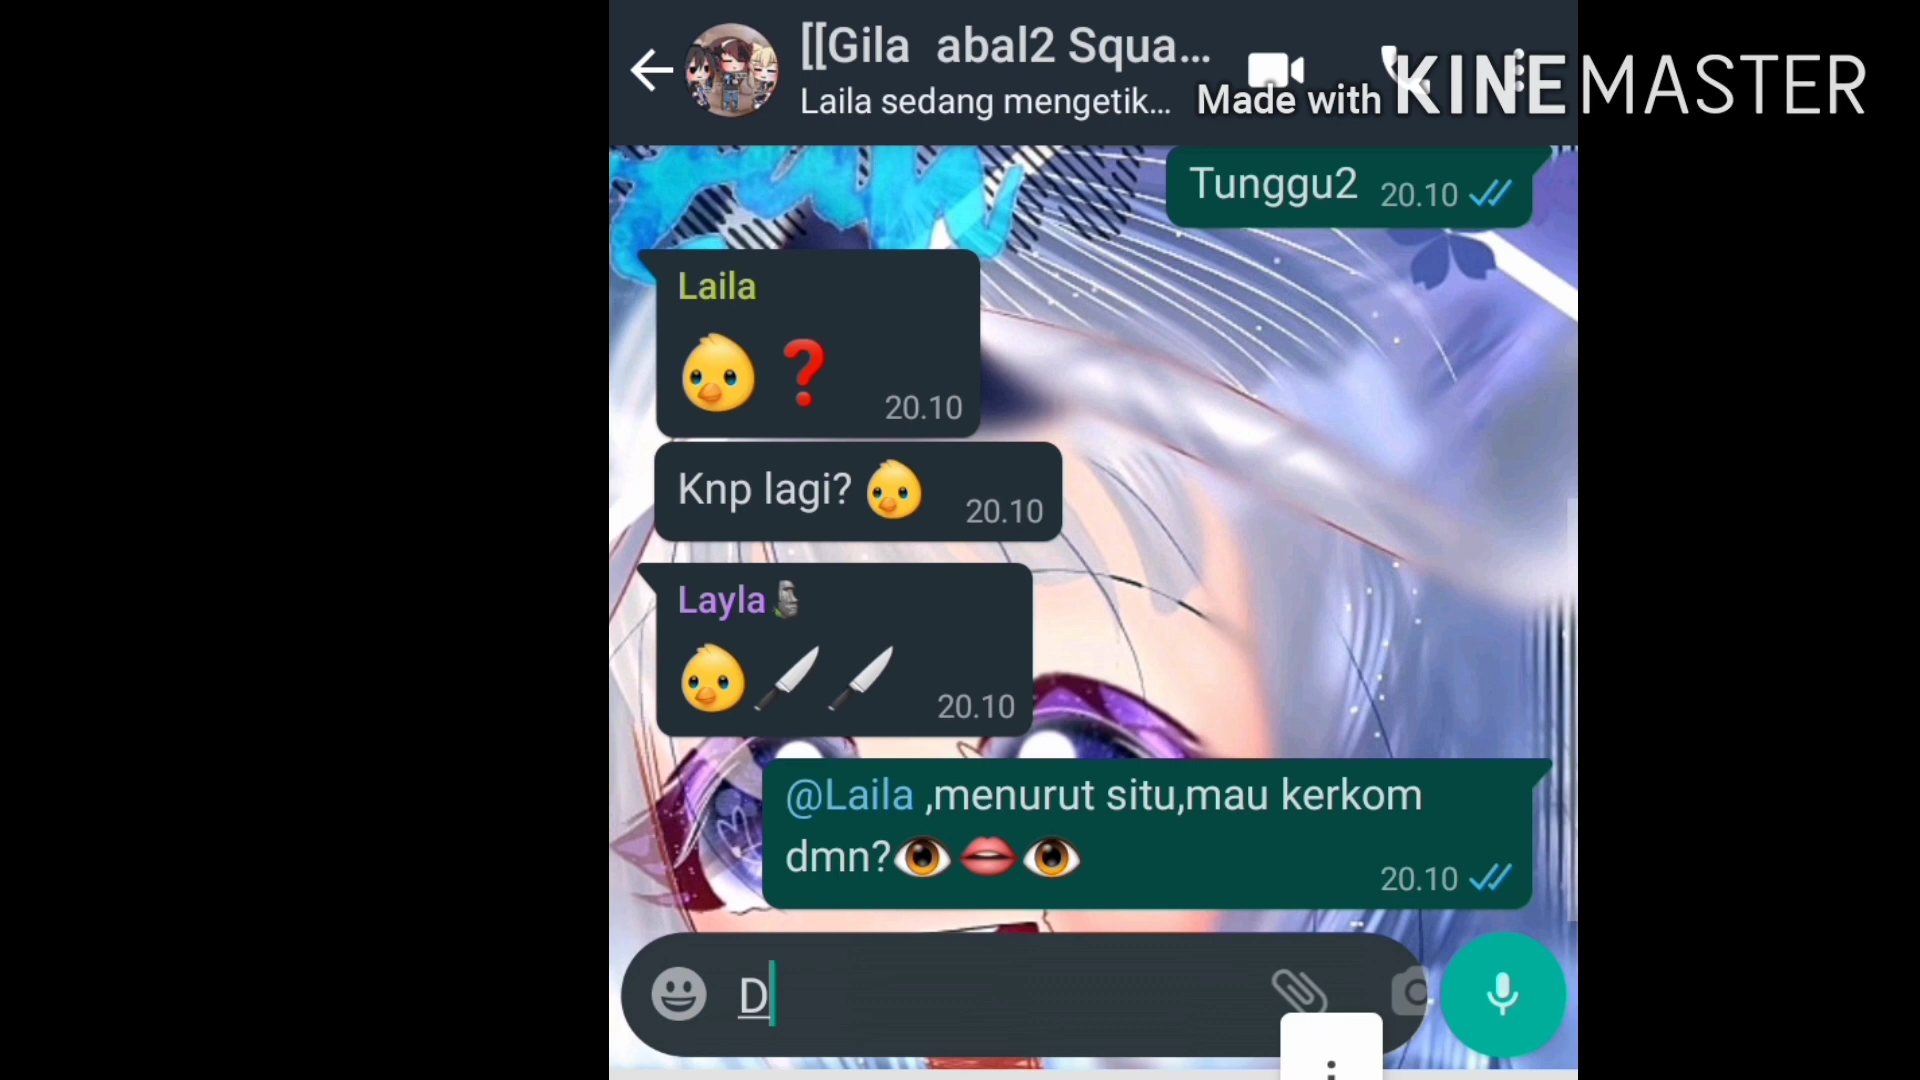 [[Gila abal2 Squa...
Laila sedang mengetik...
Made with KINEMASTER
Tunggu2 20.10
Laila
🐤❓ 20.10
Knp lagi?🐤 20.10
Layla🗿
🐤🔪🔪 20.10
@Laila ,menurut situ,mau kerkom
dmn?👁️👄👁️ 20.10
D